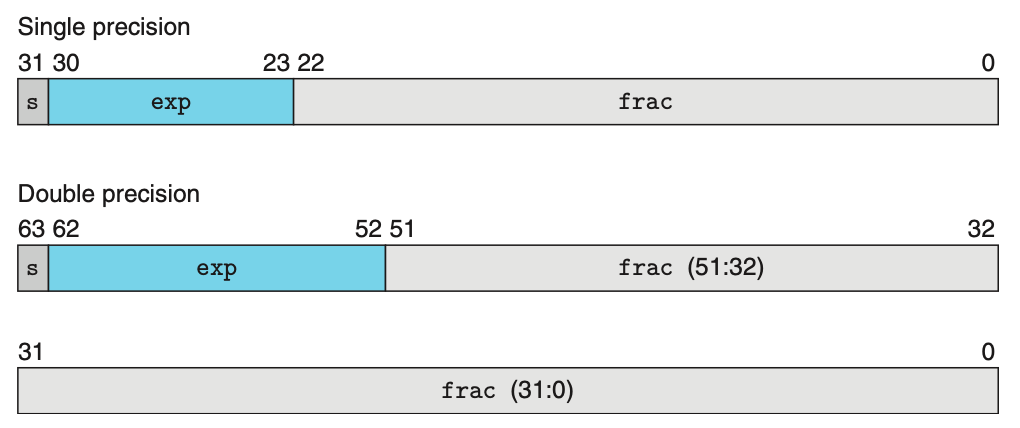 Single precision
31 30 23 22 0
s exp frac
Double precision
63 62 52 51 32
s exp frac (51:32)
31 0
frac (31:0)